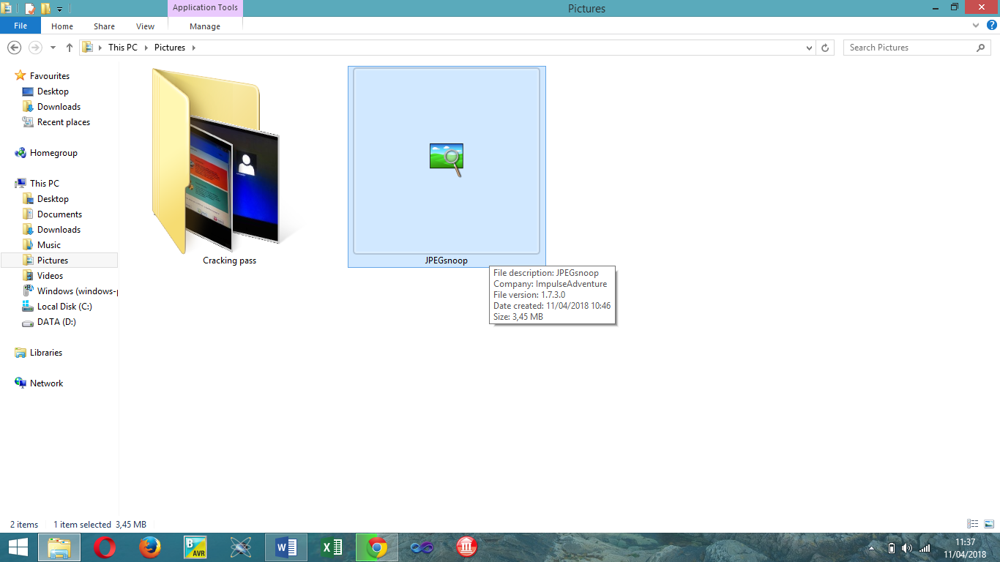 Application Tools
Pictures
File
Home
Share
View
Manage
This PC
Pictures
Search Pictures
Favourites
Desktop
Downloads
Recent places
Homegroup
This PC
Desktop
Documents
Downloads
Music
Pictures
Videos
Windows (windows-p
Local Disk (C:)
DATA (D:)
Libraries
Network
Cracking pass
JPEGsnoop
File description: JPEGsnoop
Company: ImpulseAdventure
File version: 1.7.3.0
Date created: 11/04/2018 10:46
Size: 3,45 MB
2 items
1 item selected 3,45 MB
B
AVR
W
X
11:37
11/04/2018